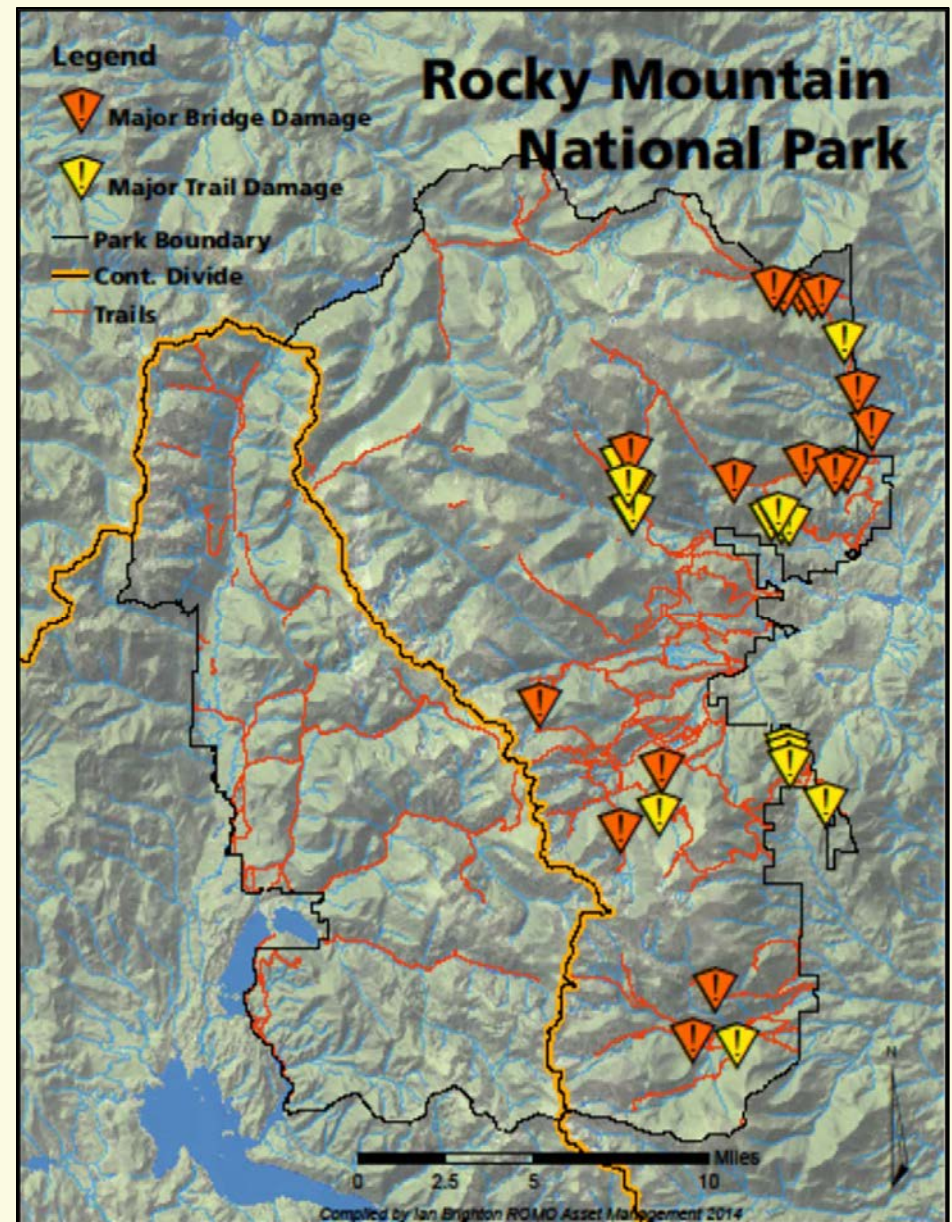 Legend
Rocky Mountain
National Park
! Major Bridge Damage
! Major Trail Damage
Park Boundary
Cont. Divide
Trails
N
Miles
0 2.5 5 10
Compiled by Ian Brighton ROMO Asset Management 2014